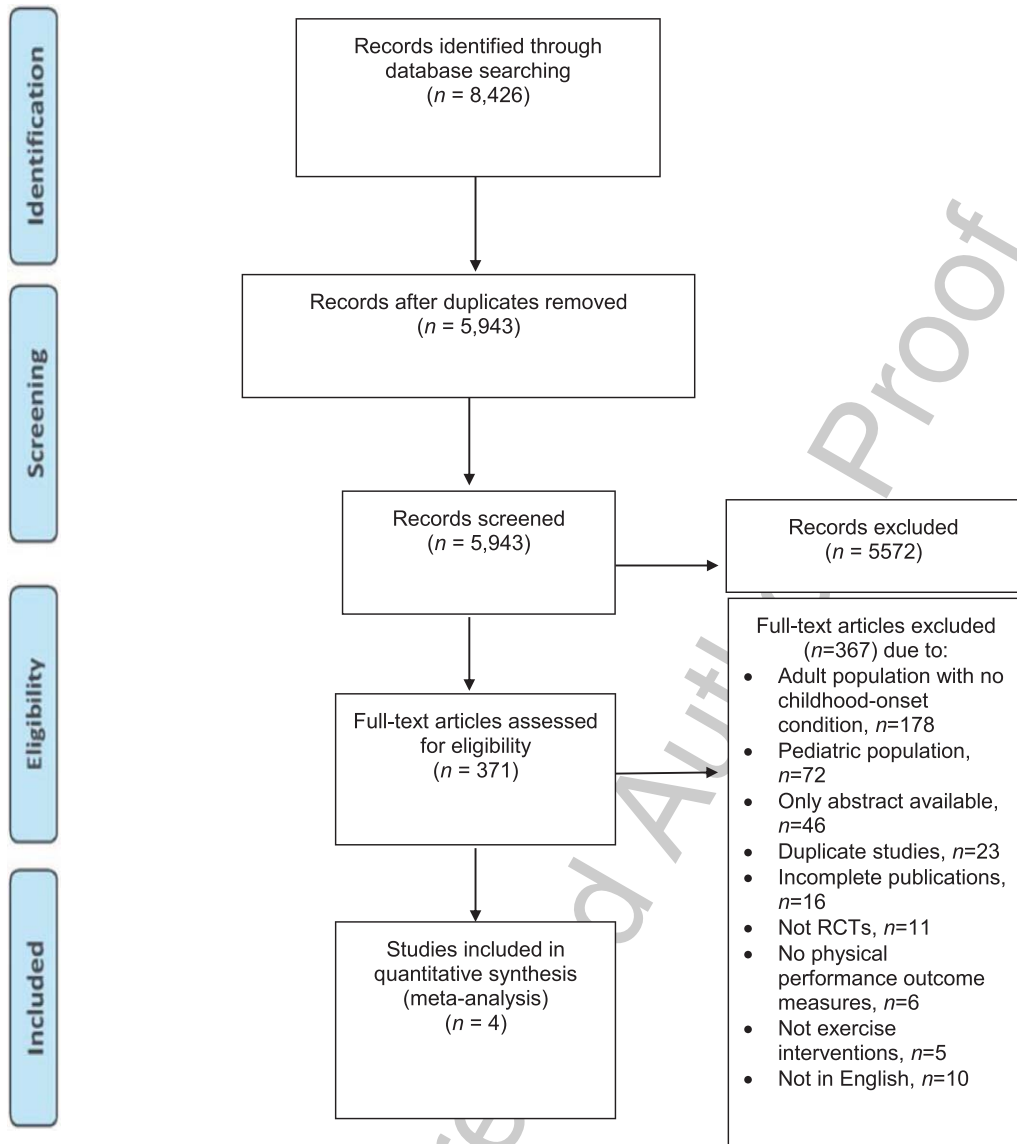 Identification
Records identified through
database searching
(n = 8,426)
Screening
Records after duplicates removed
(n = 5,943)
Records screened
(n = 5,943)
Records excluded
(n = 5572)
Eligibility
Full-text articles assessed
for eligibility
(n = 371)
Full-text articles excluded
(n=367) due to:
• Adult population with no
childhood-onset
condition, n=178
• Pediatric population,
n=72
• Only abstract available,
n=46
• Duplicate studies, n=23
• Incomplete publications,
n=16
• Not RCTs, n=11
• No physical
performance outcome
measures, n=6
• Not exercise
interventions, n=5
• Not in English, n=10
Included
Studies included in
quantitative synthesis
(meta-analysis)
(n = 4)
Proof